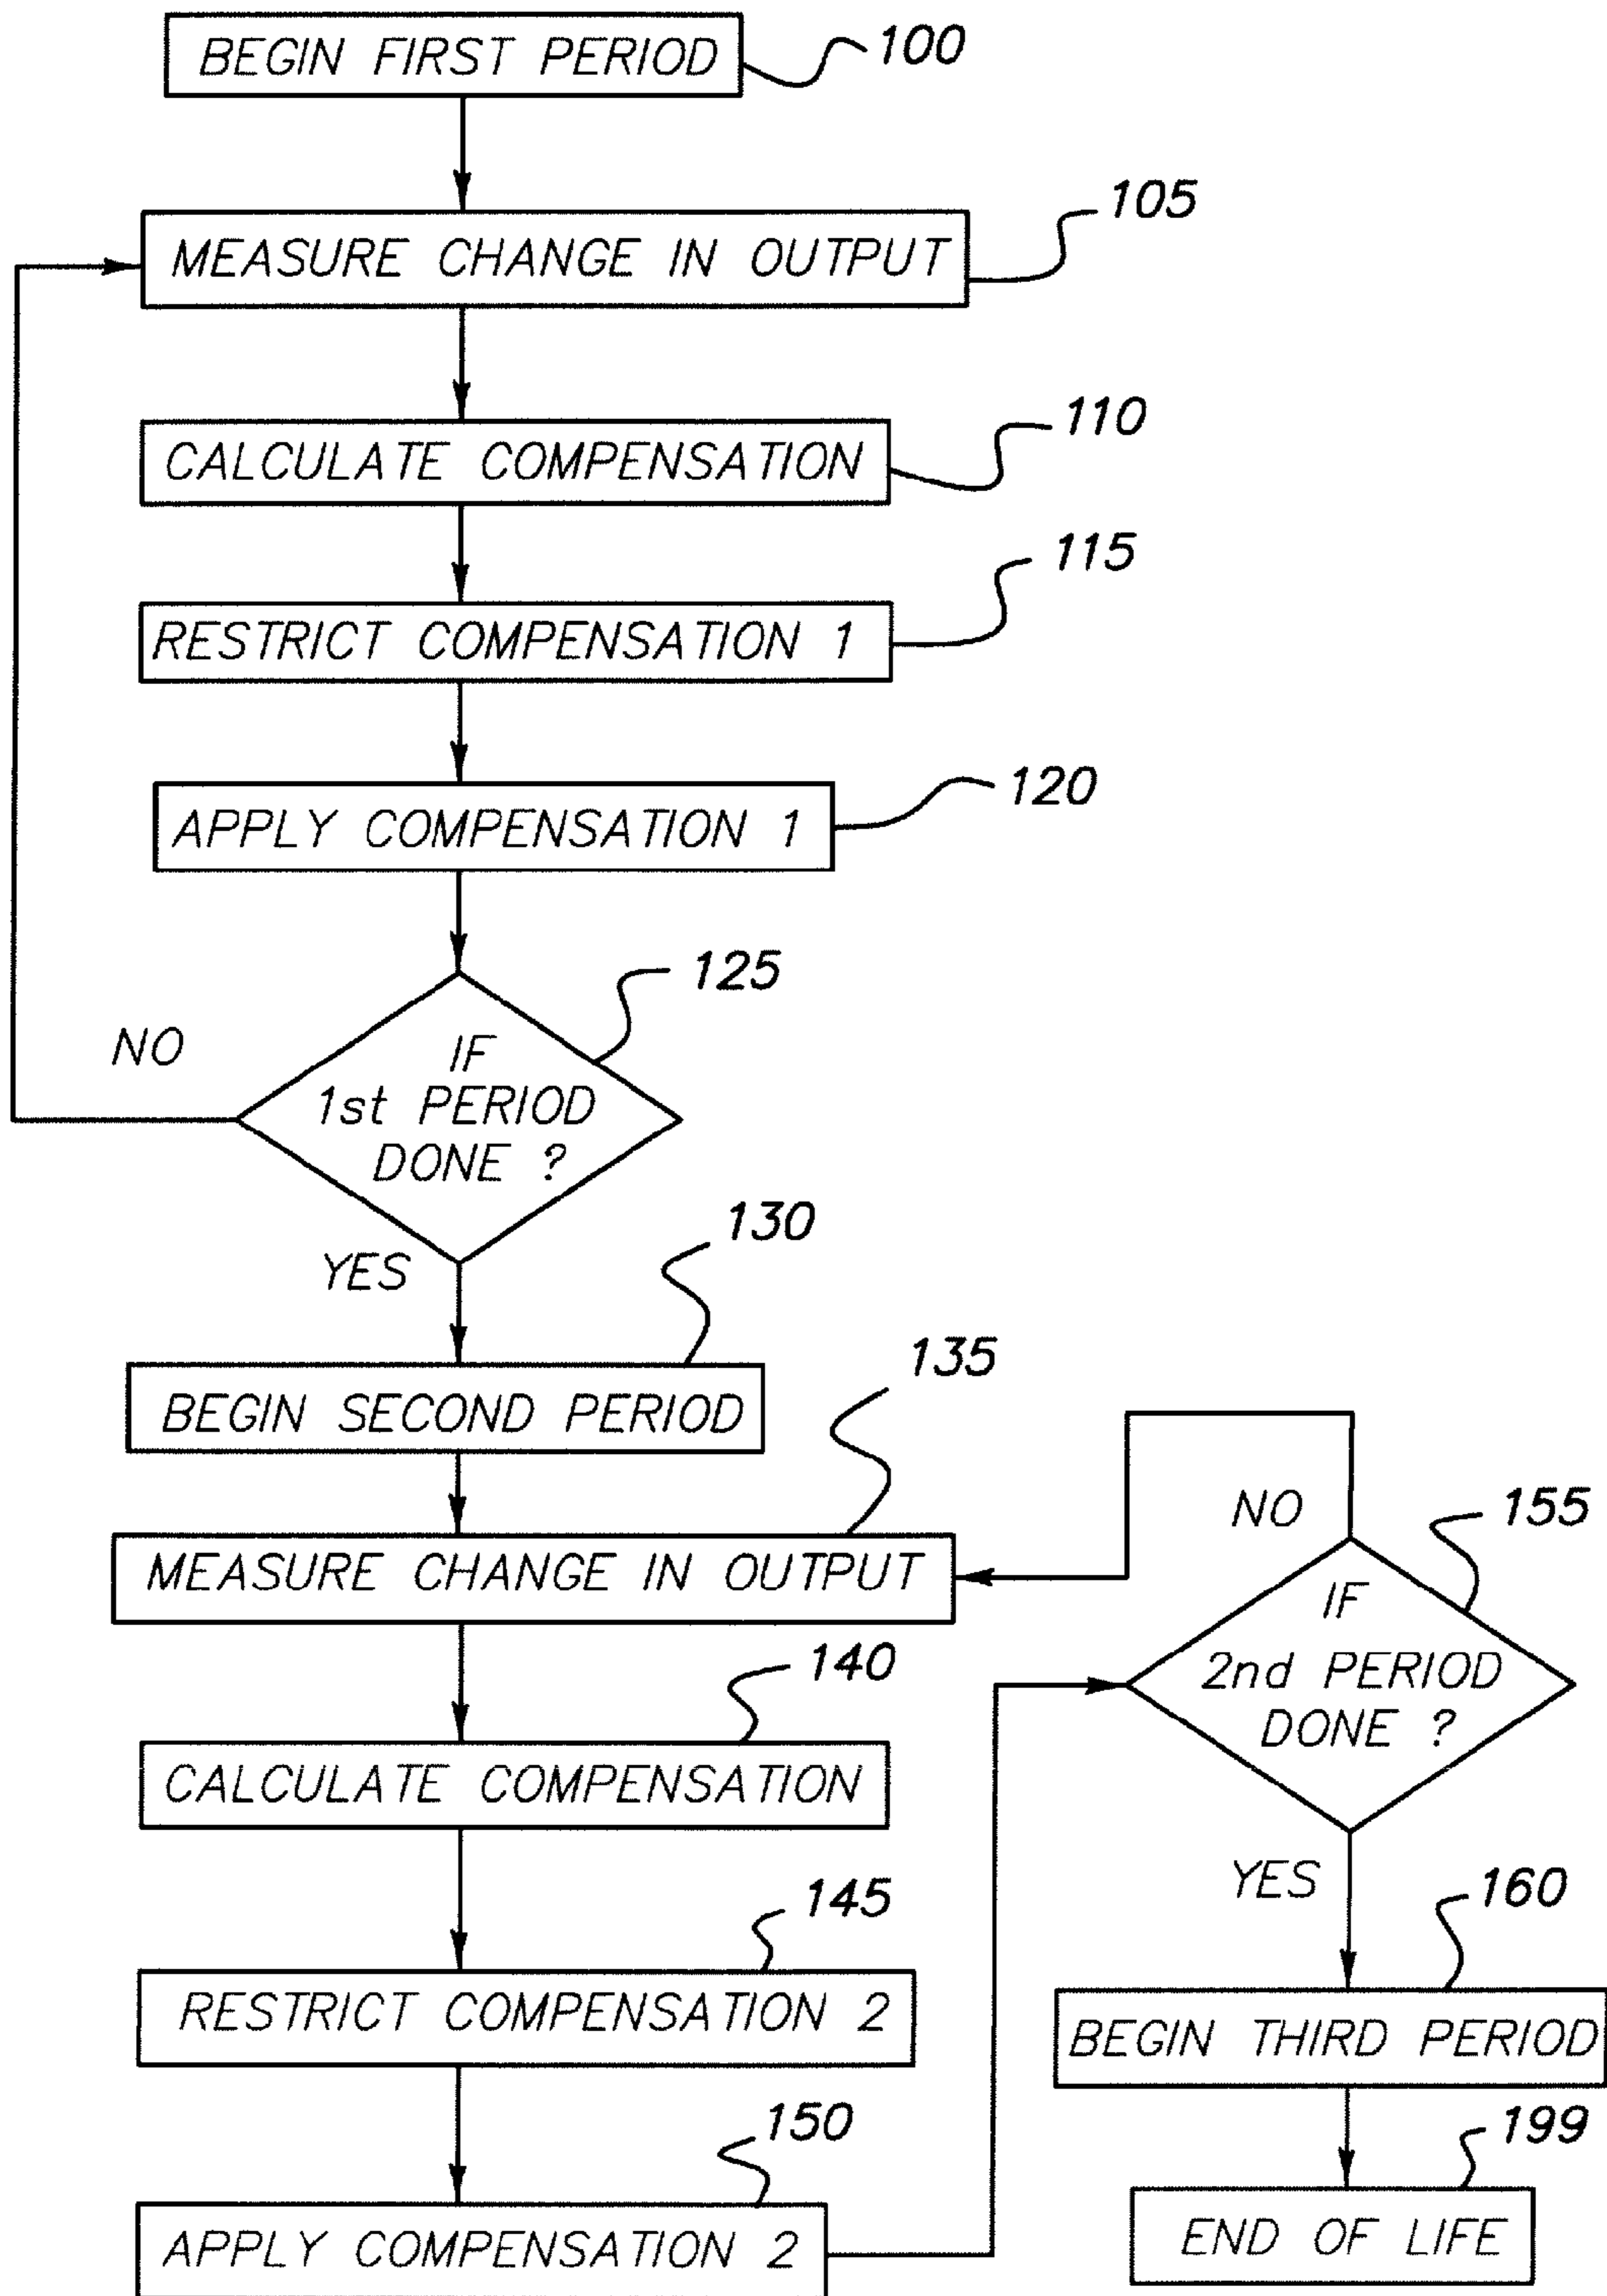 BEGIN FIRST PERIOD
100
MEASURE CHANGE IN OUTPUT
105
CALCULATE COMPENSATION
110
RESTRICT COMPENSATION 1
115
APPLY COMPENSATION 1
120
IF
1st PERIOD
DONE ?
125
NO
YES
BEGIN SECOND PERIOD
130
MEASURE CHANGE IN OUTPUT
135
CALCULATE COMPENSATION
140
RESTRICT COMPENSATION 2
145
APPLY COMPENSATION 2
150
NO
IF
2nd PERIOD
DONE ?
155
YES
BEGIN THIRD PERIOD
160
END OF LIFE
199